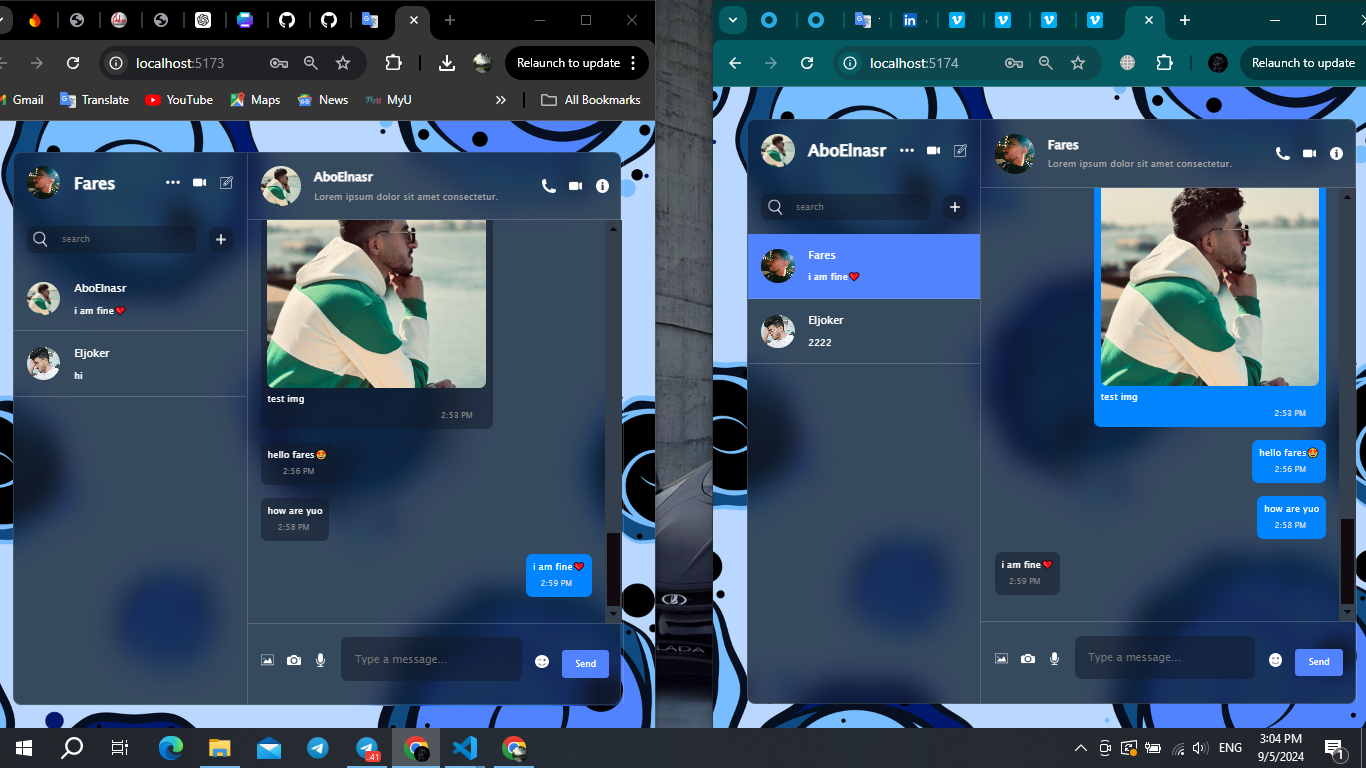 localhost:5173
Relaunch to update
Gmail
Translate
YouTube
Maps
News
MyU
MyU
»
All Bookmarks
Fares
search
AboElnasr
i am fine❤️
Eljoker
hi
AboElnasr
Lorem ipsum dolor sit amet consectetur.
test img
2:53 PM
hello fares🤩
2:56 PM
how are yuo
2:58 PM
i am fine❤️
2:59 PM
Type a message...
Send
localhost:5174
Relaunch to update
AboElnasr
search
Fares
i am fine❤️
Eljoker
2222
Fares
Lorem ipsum dolor sit amet consectetur.
test img
2:53 PM
hello fares🤩
2:56 PM
how are yuo
2:58 PM
i am fine❤️
2:59 PM
Type a message...
Send
LADA
41
ENG
3:04 PM
9/5/2024
1